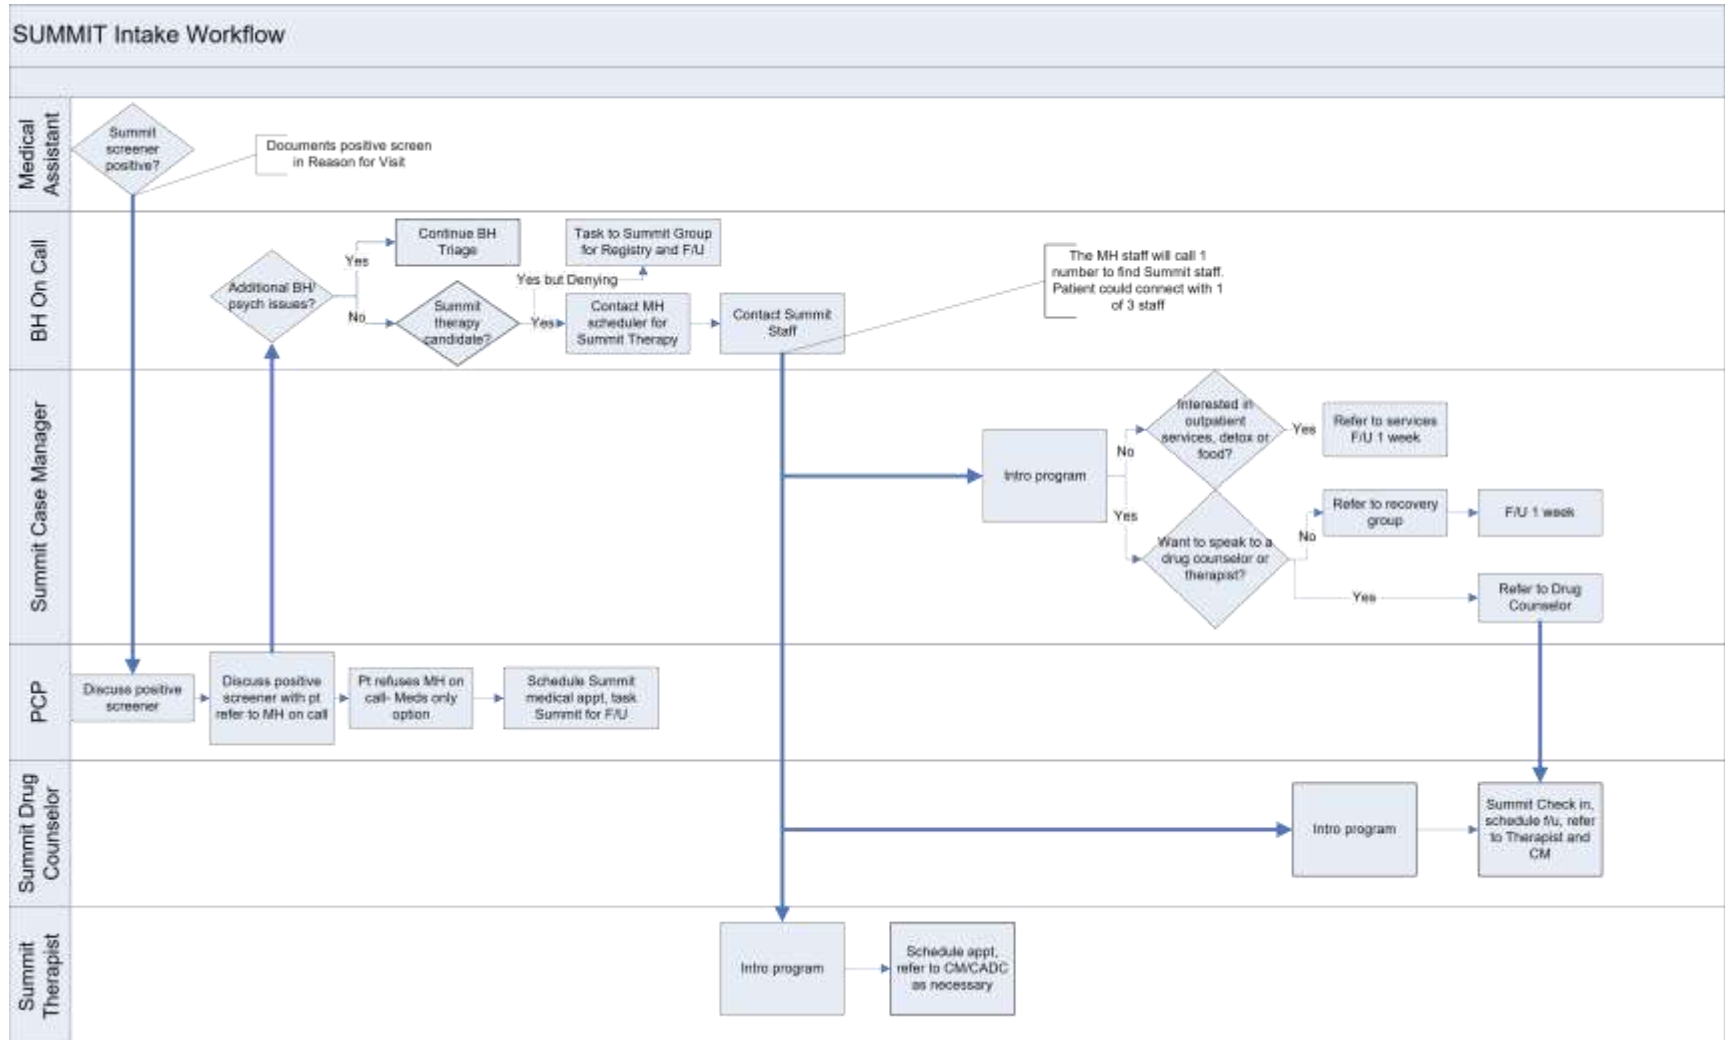 SUMMIT Intake Workflow
Medical
Assistant
Summit
screener
positive?
Documents positive screen
in Reason for Visit
BH On Call
Additional BH/
psych issues?
Yes
No
Continue BH
Triage
Summit
therapy
candidate?
Yes but Denying
Yes
Task to Summit Group
for Registry and F/U
Contact MH
scheduler for
Summit Therapy
Contact Summit
Staff
The MH staff will call 1
number to find Summit staff.
Patient could connect with 1
of 3 staff
Summit Case Manager
Intro program
No
Yes
Interested in
outpatient
services, detox or
food?
Yes
Refer to services
F/U 1 week
Want to speak to a
drug counselor or
therapist?
No
Refer to recovery
group
F/U 1 week
Yes
Refer to Drug
Counselor
PCP
Discuss positive
screener
Discuss positive
screener with pt
refer to MH on call
Pt refuses MH on
call- Meds only
option
Schedule Summit
medical appt, task
Summit for F/U
Summit Drug
Counselor
Intro program
Summit Check in,
schedule f/u, refer
to Therapist and
CM
Summit
Therapist
Intro program
Schedule appt,
refer to CM/CADC
as necessary